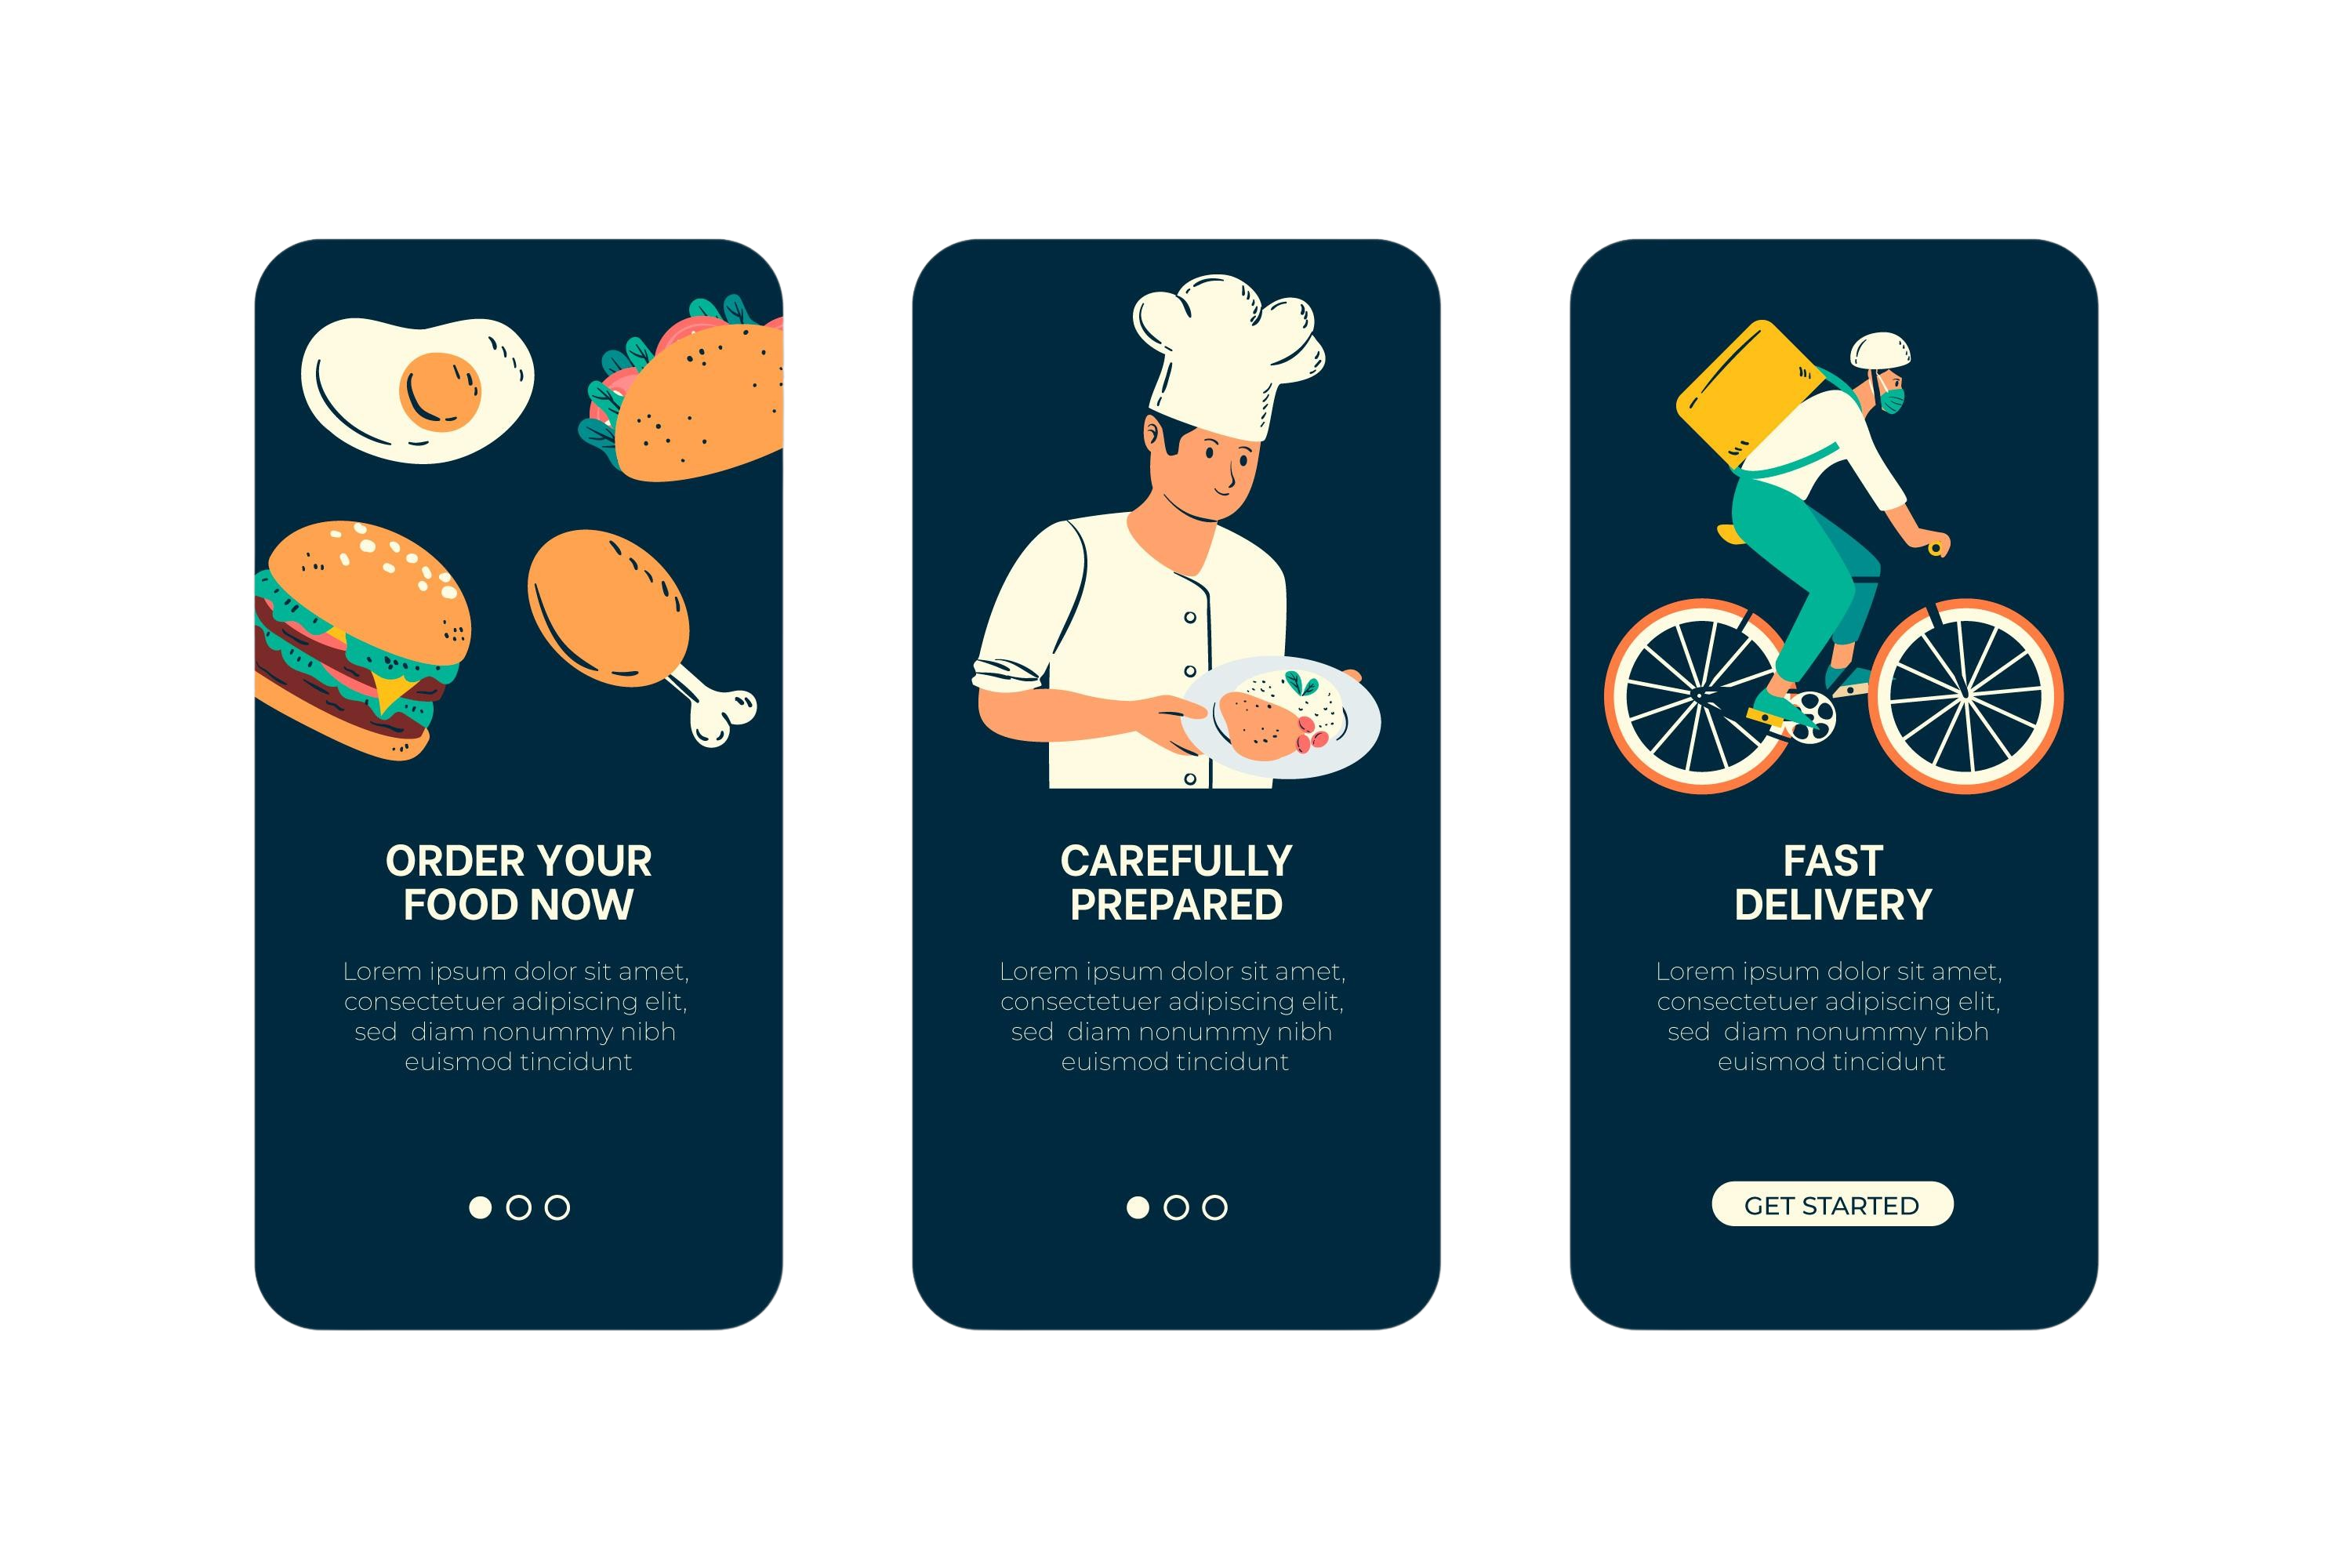 ORDER YOUR
FOOD NOW
Lorem ipsum dolor sit amet,
consectetuer adipiscing elit,
sed  diam nonummy nibh
euismod tincidunt
CAREFULLY
PREPARED
Lorem ipsum dolor sit amet,
consectetuer adipiscing elit,
sed  diam nonummy nibh
euismod tincidunt
FAST
DELIVERY
Lorem ipsum dolor sit amet,
consectetuer adipiscing elit,
sed  diam nonummy nibh
euismod tincidunt
GET STARTED